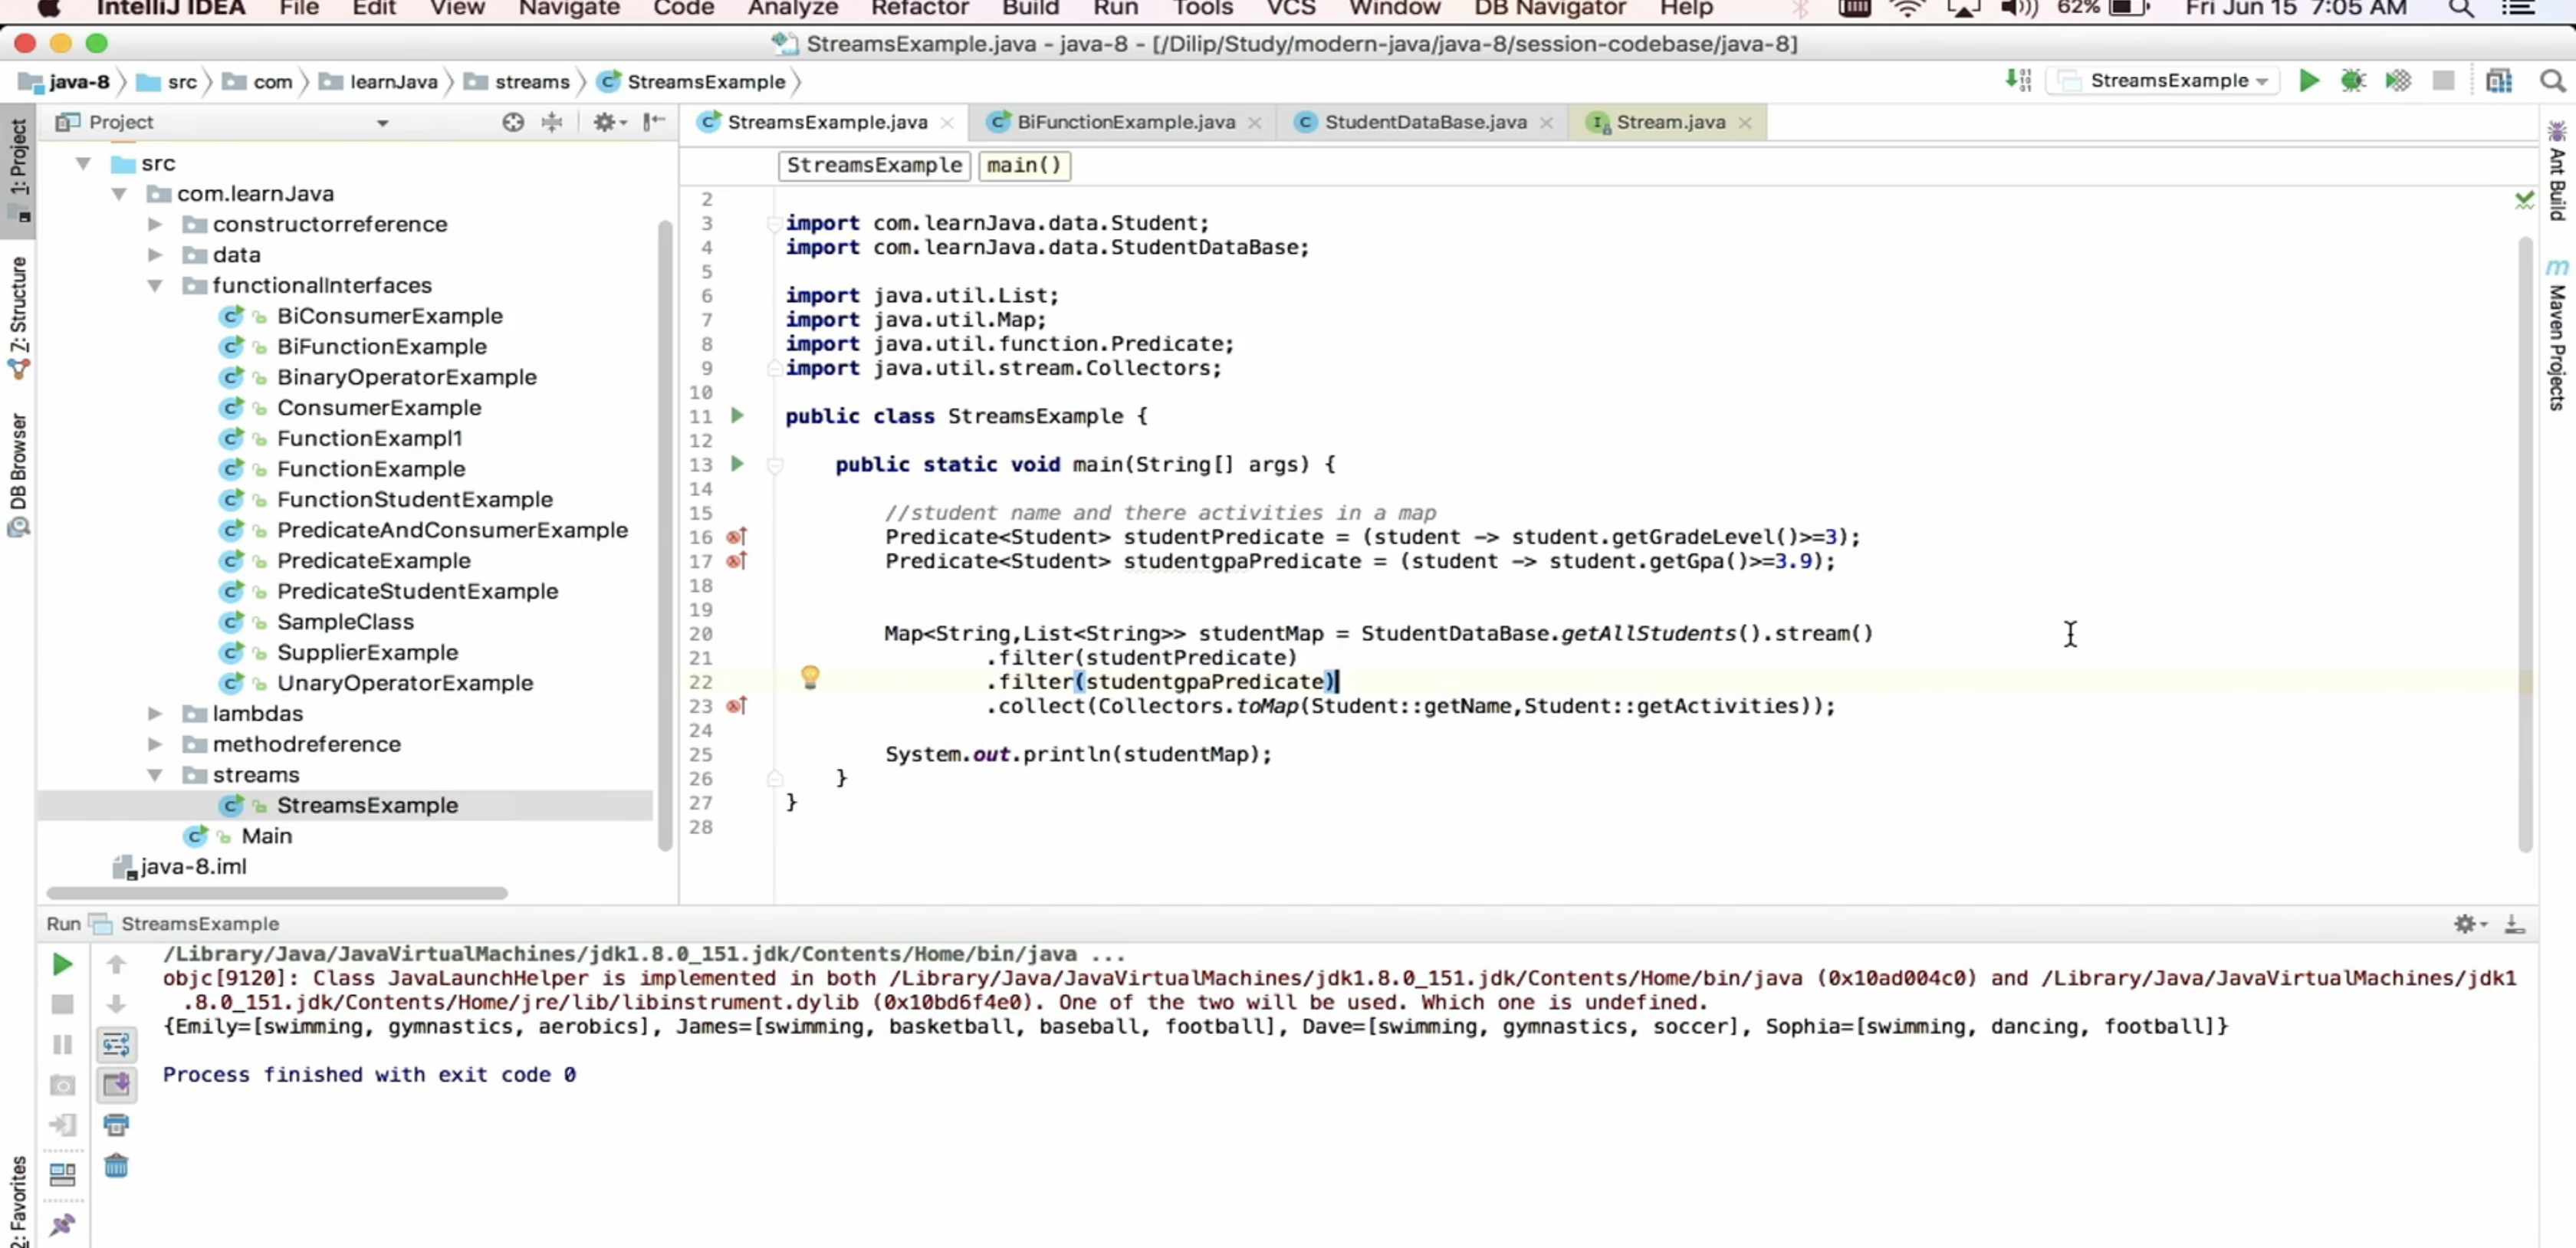 IntelliJ IDEA File Edit View Navigate Code Analyze Refactor Build Run Tools VCS Window DB Navigator Help 62% Fri Jun 15 7:05 AM
StreamsExample.java - java-8 - [/Dilip/Study/modern-java/java-8/session-codebase/java-8]
java-8 src com learnJava streams StreamsExample StreamsExample
Project
StreamsExample.java BiFunctionExample.java StudentDataBase.java Stream.java
StreamsExample main()
1: Project
Z: Structure
DB Browser
2: Favorites
src
com.learnJava
constructorreference
data
functionalInterfaces
BiConsumerExample
BiFunctionExample
BinaryOperatorExample
ConsumerExample
FunctionExampl1
FunctionExample
FunctionStudentExample
PredicateAndConsumerExample
PredicateExample
PredicateStudentExample
SampleClass
SupplierExample
UnaryOperatorExample
lambdas
methodreference
streams
StreamsExample
Main
java-8.iml
2
3 import com.learnJava.data.Student;
4 import com.learnJava.data.StudentDataBase;
5
6 import java.util.List;
7 import java.util.Map;
8 import java.util.function.Predicate;
9 import java.util.stream.Collectors;
10
11 public class StreamsExample {
12
13 public static void main(String[] args) {
14
15 //student name and there activities in a map
16 Predicate<Student> studentPredicate = (student -> student.getGradeLevel()>=3);
17 Predicate<Student> studentgpaPredicate = (student -> student.getGpa()>=3.9);
18
19
20 Map<String,List<String>> studentMap = StudentDataBase.getAllStudents().stream()
21 .filter(studentPredicate)
22 .filter(studentgpaPredicate)
23 .collect(Collectors.toMap(Student::getName,Student::getActivities));
24
25 System.out.println(studentMap);
26 }
27 }
28
Ant Build
m Maven Projects
Run StreamsExample
/Library/Java/JavaVirtualMachines/jdk1.8.0_151.jdk/Contents/Home/bin/java ...
objc[9120]: Class JavaLaunchHelper is implemented in both /Library/Java/JavaVirtualMachines/jdk1.8.0_151.jdk/Contents/Home/bin/java (0x10ad004c0) and /Library/Java/JavaVirtualMachines/jdk1
.8.0_151.jdk/Contents/Home/jre/lib/libinstrument.dylib (0x10bd6f4e0). One of the two will be used. Which one is undefined.
{Emily=[swimming, gymnastics, aerobics], James=[swimming, basketball, baseball, football], Dave=[swimming, gymnastics, soccer], Sophia=[swimming, dancing, football]}
Process finished with exit code 0